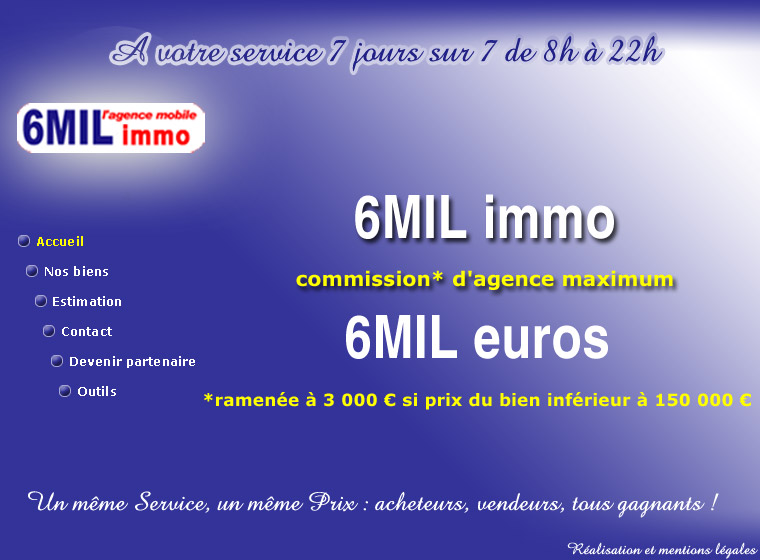 A votre service 7 jours sur 7 de 8h à 22h
l'agence mobile
6MIL immo
6MIL immo
Accueil
commission* d'agence maximum
Nos biens
Estimation
6MIL euros
Contact
Devenir partenaire
Outils
*ramenée à 3 000 € si prix du bien inférieur à 150 000 €
Un même Service, un même Prix : acheteurs, vendeurs, tous gagnants !
Réalisation et mentions légales